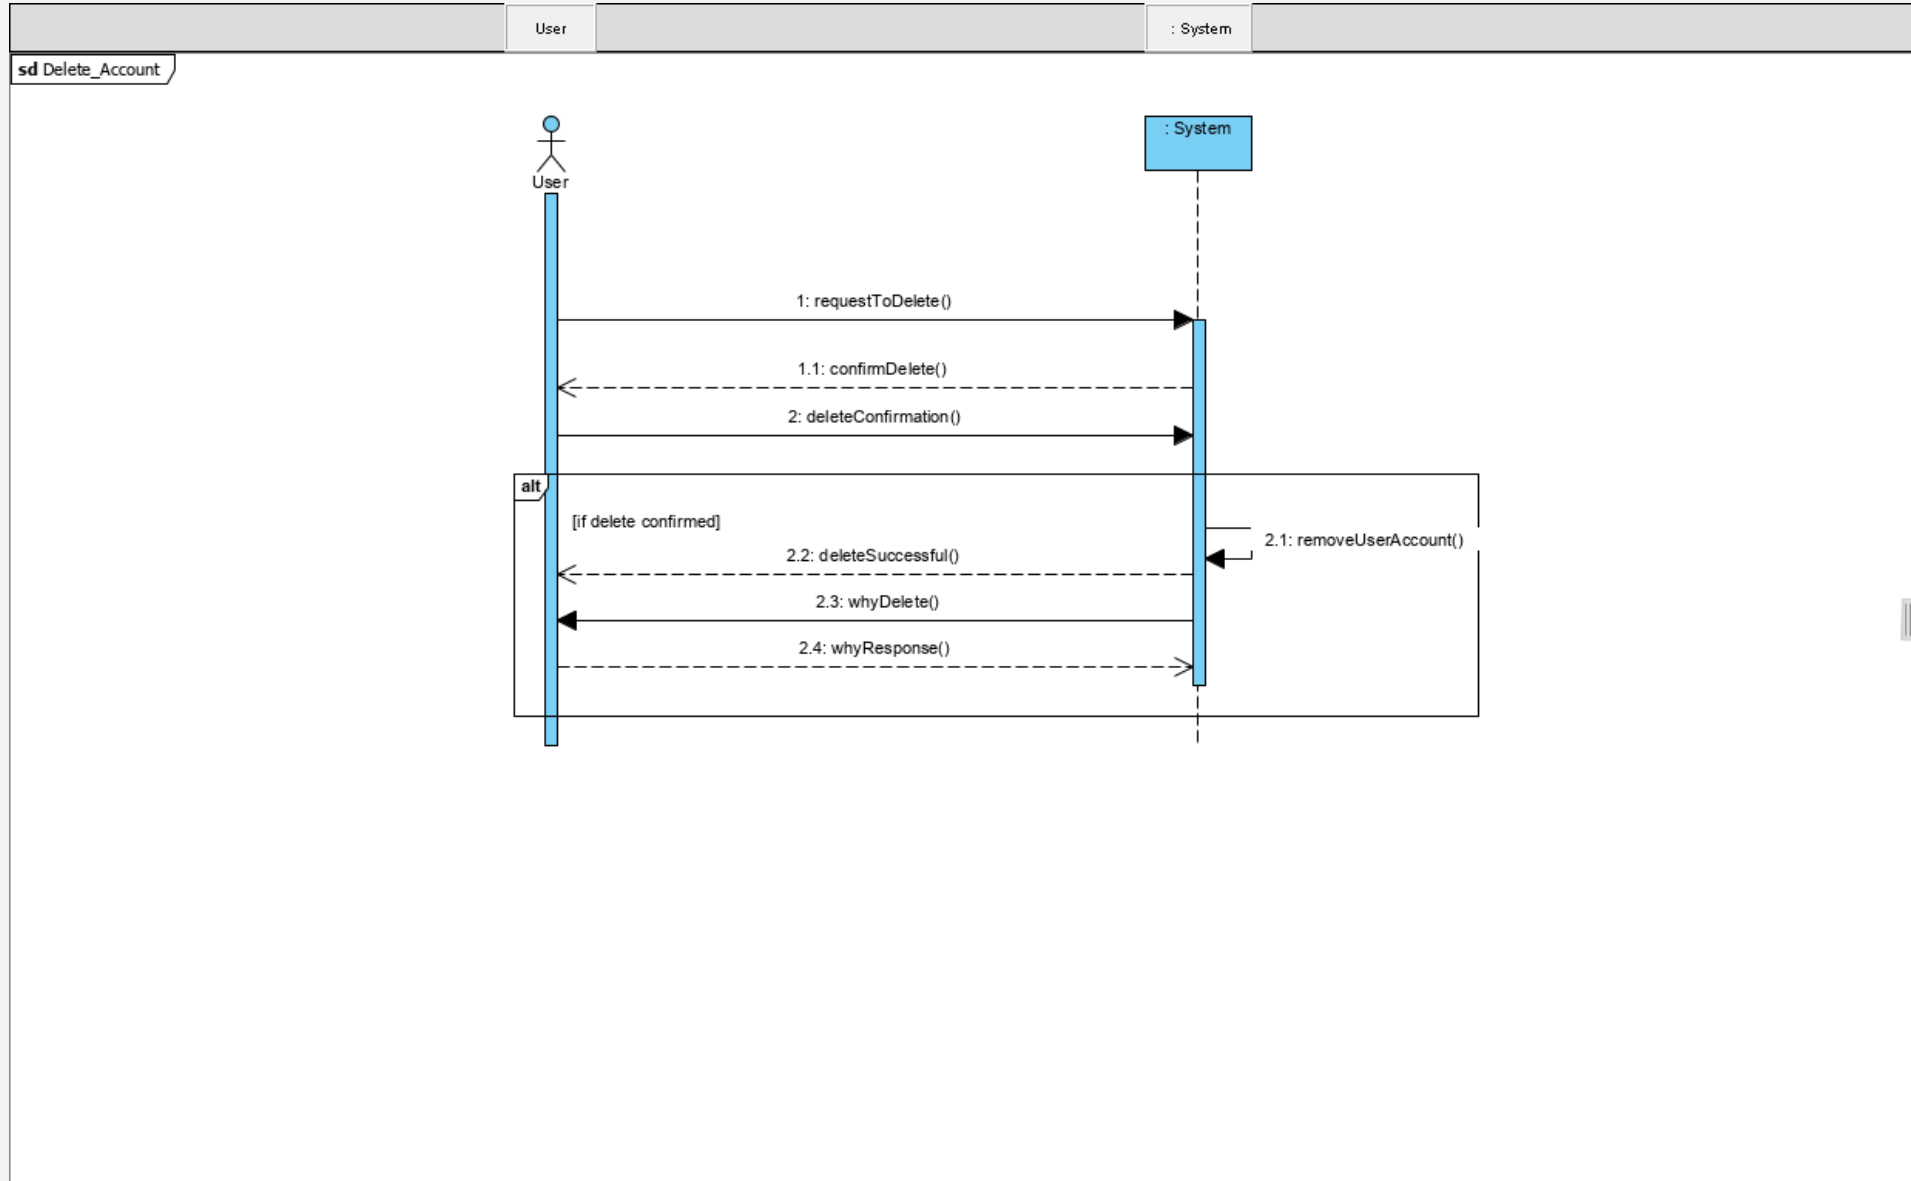 User
: System
sd Delete_Account
: System
User
1: requestToDelete()
1.1: confirmDelete()
2: deleteConfirmation()
alt
[if delete confirmed]
2.1: removeUserAccount()
2.2: deleteSuccessful()
2.3: whyDelete()
2.4: whyResponse()